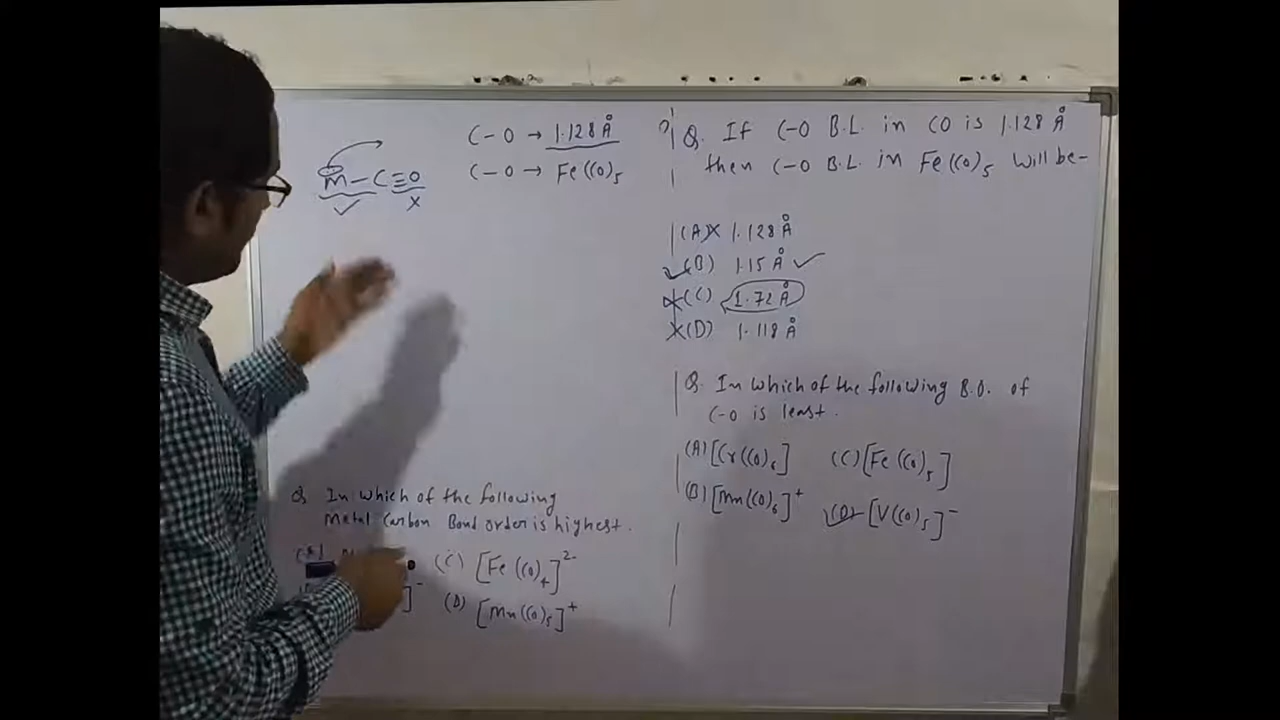 C-O → 1.128 Å
M-C≡O
C-O → Fe(CO)5
Q. If C-O B.L. in CO is 1.128 Å
then C-O B.L. in Fe(CO)5 will be-
(A) 1.128 Å
(B) 1.15 Å
(C) 1.72 Å
(D) 1.118 Å
Q. In which of the following B.O. of
C-O is least.
(A) [Cr(CO)6] (C) [Fe(CO)5]
(B) [Mn(CO)6]+ (D) [V(CO)5]-
Q. In which of the following
Metal Carbon Bond order is highest.
(C) [Fe(CO)4]2-
]- (D) [Mn(CO)5]+